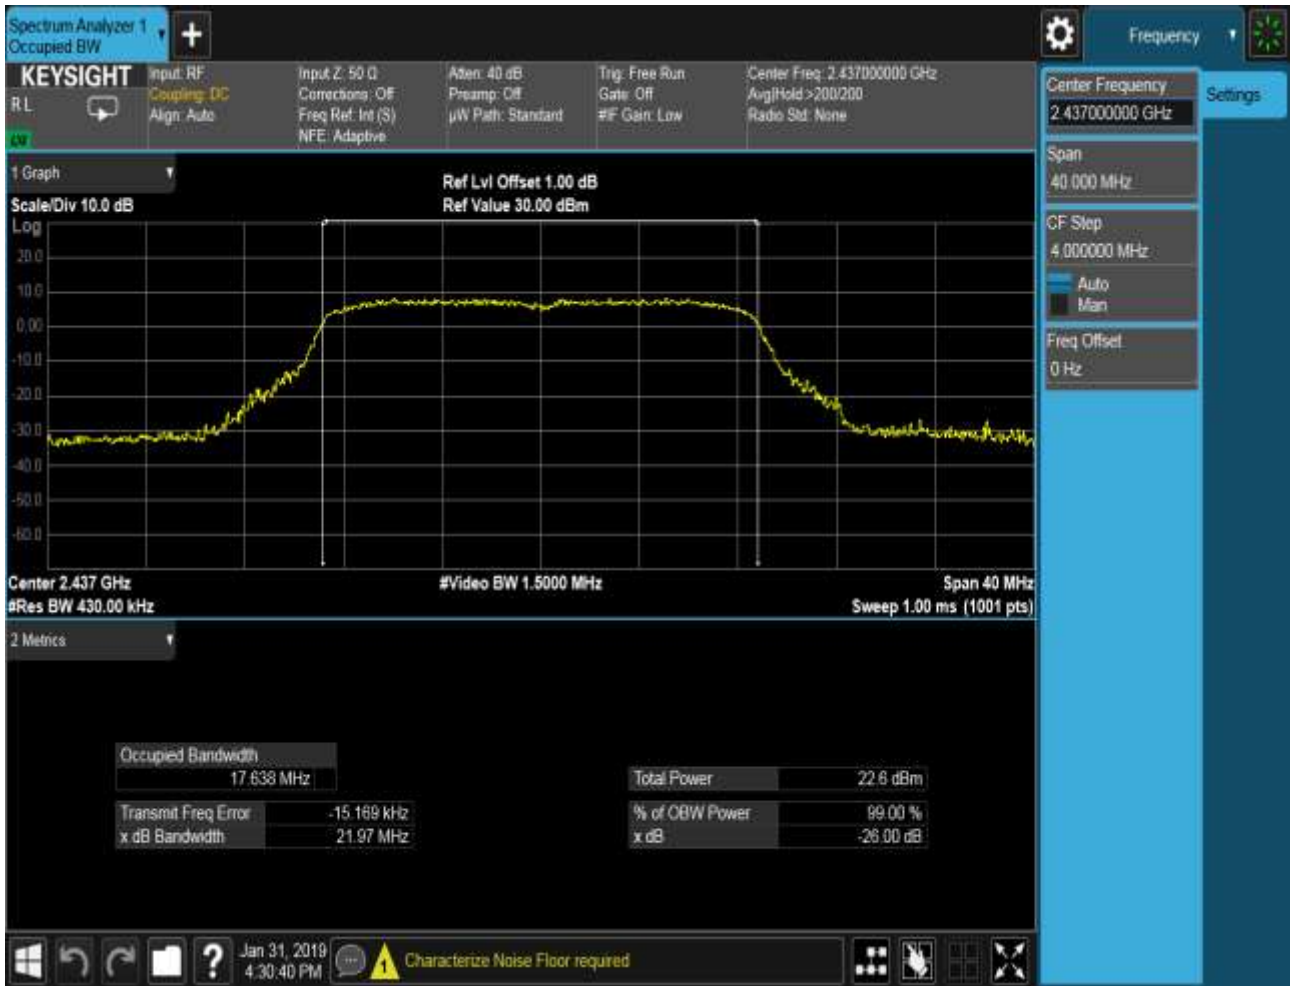 Spectrum Analyzer 1
Occupied BW
+
Frequency
KEYSIGHT
R L
Input: RF
Coupling: DC
Align: Auto
Input Z: 50 Ω
Corrections: Off
Freq Ref: Int (S)
NFE: Adaptive
Atten: 40 dB
Preamp: Off
µW Path: Standard
Trig: Free Run
Gate: Off
#IF Gain: Low
Center Freq: 2.437000000 GHz
Avg|Hold:>200/200
Radio Std: None
Center Frequency
2.437000000 GHz
Settings
Span
40.000 MHz
CF Step
4.000000 MHz
Auto
Man
Freq Offset
0 Hz
1 Graph
Scale/Div 10.0 dB
Ref Lvl Offset 1.00 dB
Ref Value 30.00 dBm
Log
20.0
10.0
0.00
-10.0
-20.0
-30.0
-40.0
-50.0
-60.0
Center 2.437 GHz
#Res BW 430.00 kHz
#Video BW 1.5000 MHz
Span 40 MHz
Sweep 1.00 ms (1001 pts)
2 Metrics
Occupied Bandwidth
17.638 MHz
Transmit Freq Error -15.169 kHz
x dB Bandwidth 21.97 MHz
Total Power 22.6 dBm
% of OBW Power 99.00 %
x dB -26.00 dB
?
Jan 31, 2019
4:30:40 PM
1
Characterize Noise Floor required